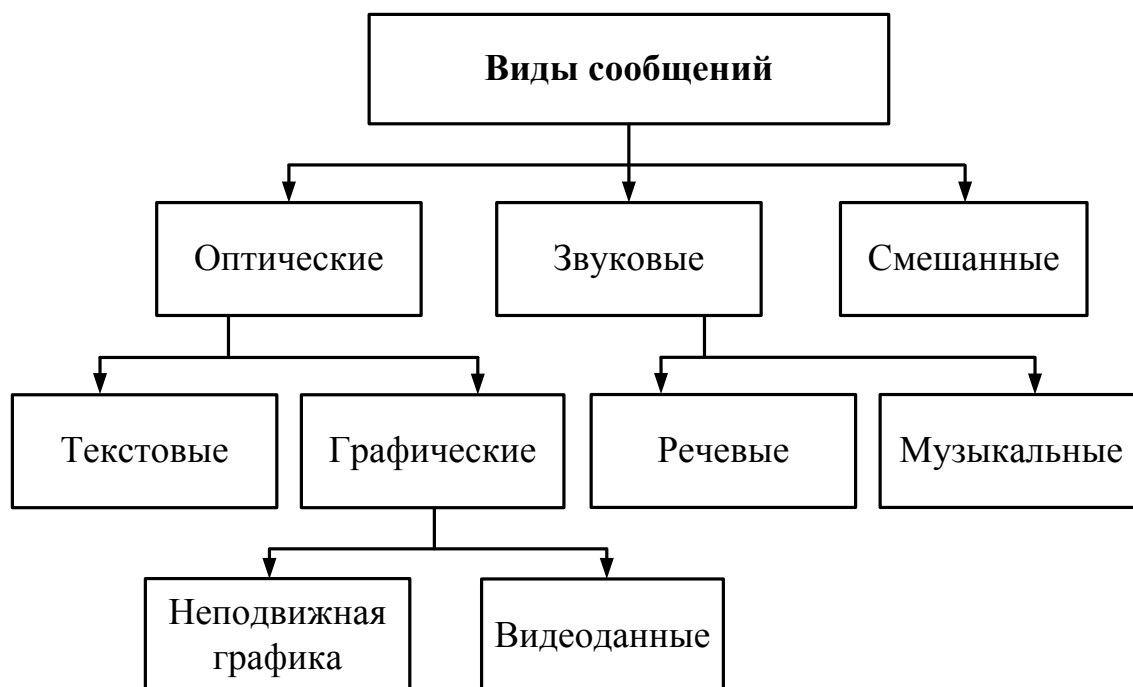 Виды сообщений
Оптические
Звуковые
Смешанные
Текстовые
Графические
Речевые
Музыкальные
Неподвижная
графика
Видеоданные